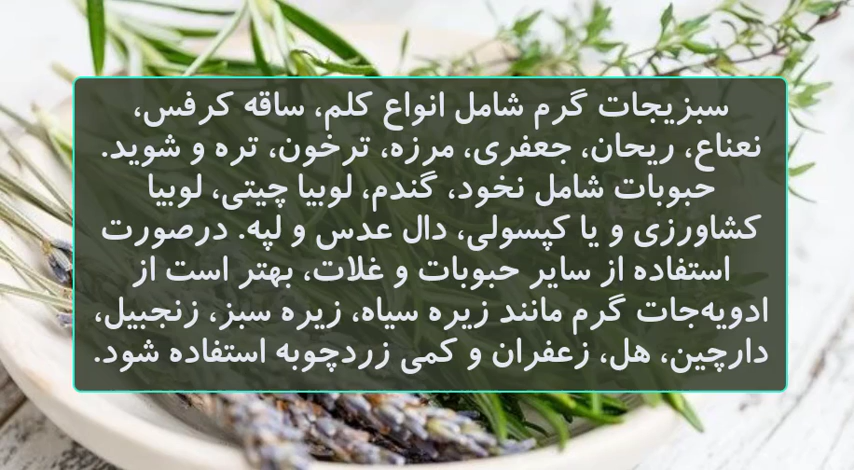 سبزیجات گرم شامل انواع کلم، ساقه کرفس،
نعناع، ریحان، جعفری، مرزه، ترخون، تره و شوید.
حبوبات شامل نخود، گندم، لوبیا چیتی، لوبیا
کشاورزی و یا کپسولی، دال عدس و لپه. درصورت
استفاده از سایر حبوبات و غلات، بهتر است از
ادویه‌جات گرم مانند زیره سیاه، زیره سبز، زنجبیل،
دارچین، هل، زعفران و کمی زردچوبه استفاده شود.